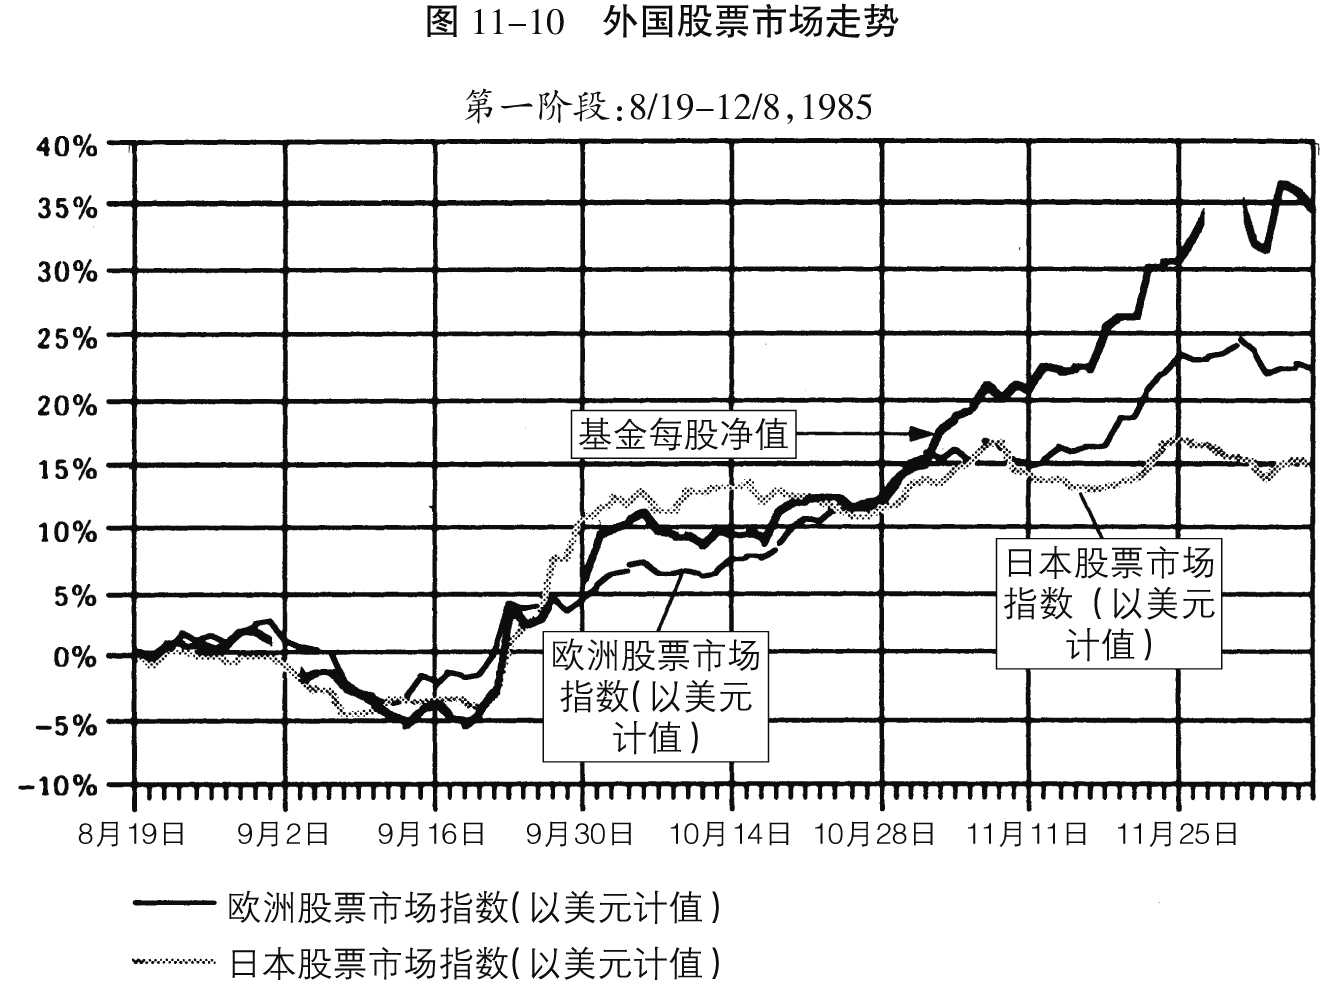 图 11–10 外国股票市场走势
第一阶段:8/19–12/8,1985
40%
35%
30%
25%
20%
15%
10%
5%
0%
−5%
−10%
基金每股净值
日本股票市场
指数（以美元
计值）
欧洲股票市场
指数(以美元
计值)
8月19日 9月2日 9月16日 9月30日 10月14日 10月28日 11月11日 11月25日
欧洲股票市场指数(以美元计值)
日本股票市场指数(以美元计值)